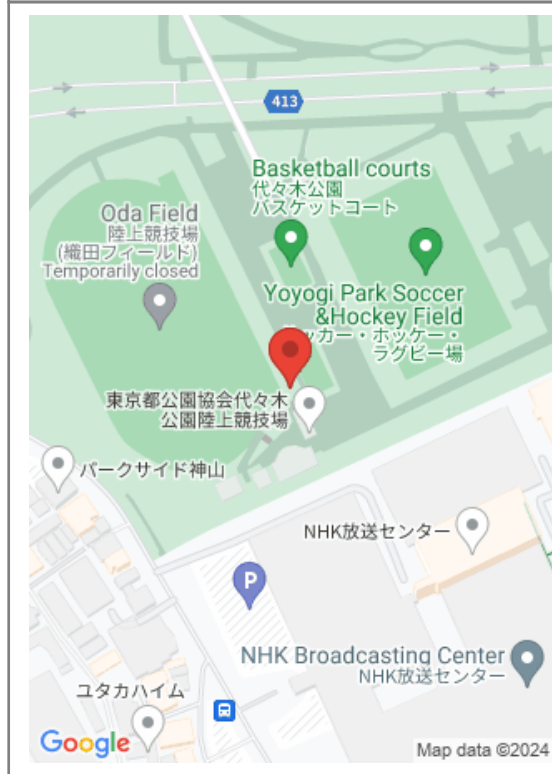 413
Basketball courts
代々木公園
バスケットコート
Oda Field
陸上競技場
(織田フィールド)
Temporarily closed
Yoyogi Park Soccer
&Hockey Field
ッカー・ホッケー・
ラグビー場
東京都公園協会代々木
公園陸上競技場
パークサイド神山
NHK放送センター
P
NHK Broadcasting Center
NHK放送センター
ユタカハイム
Google
Map data ©2024